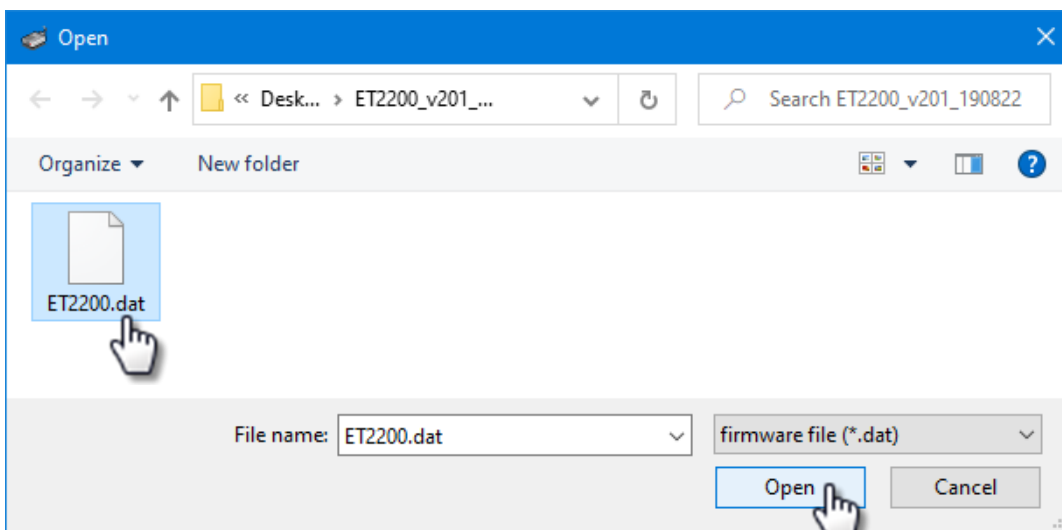 Open
« Desk... › ET2200_v201_...
Search ET2200_v201_190822
Organize
New folder
?
ET2200.dat
File name: ET2200.dat
firmware file (*.dat)
Open
Cancel